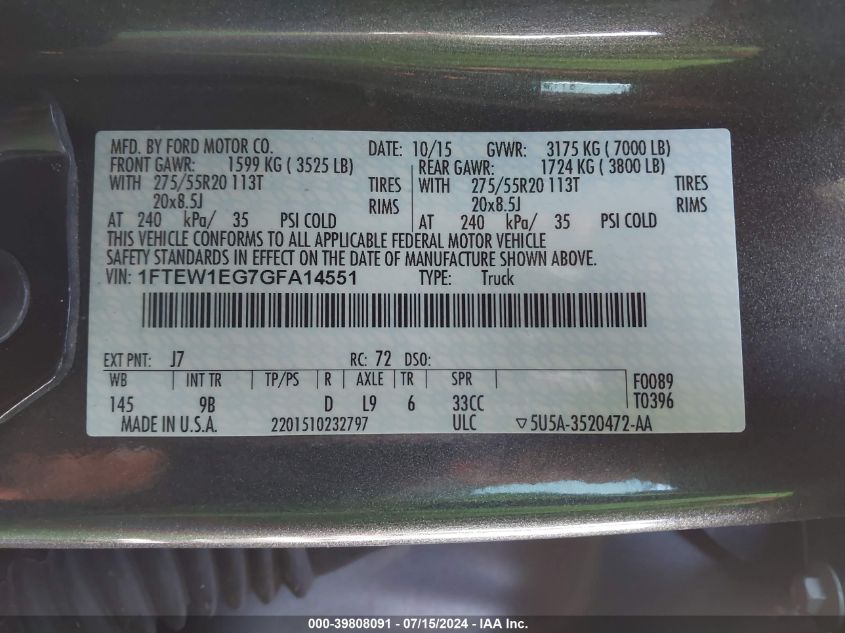 MFD. BY FORD MOTOR CO. DATE: 10/15 GVWR: 3175 KG ( 7000 LB)
FRONT GAWR: 1599 KG ( 3525 LB) REAR GAWR: 1724 KG ( 3800 LB)
WITH 275/55R20 113T TIRES WITH 275/55R20 113T TIRES
20x8.5J RIMS 20x8.5J RIMS
AT 240 kPa/ 35 PSI COLD AT 240 kPa/ 35 PSI COLD
THIS VEHICLE CONFORMS TO ALL APPLICABLE FEDERAL MOTOR VEHICLE
SAFETY STANDARDS IN EFFECT ON THE DATE OF MANUFACTURE SHOWN ABOVE.
VIN: 1FTEW1EG7GFA14551 TYPE: Truck
EXT PNT: J7 RC: 72 DSO:
WB INT TR TP/PS R AXLE TR SPR F0089
145 9B D L9 6 33CC T0396
MADE IN U.S.A. 2201510232797 ULC ▽5U5A-3520472-AA
000-39808091 - 07/15/2024 - IAA Inc.